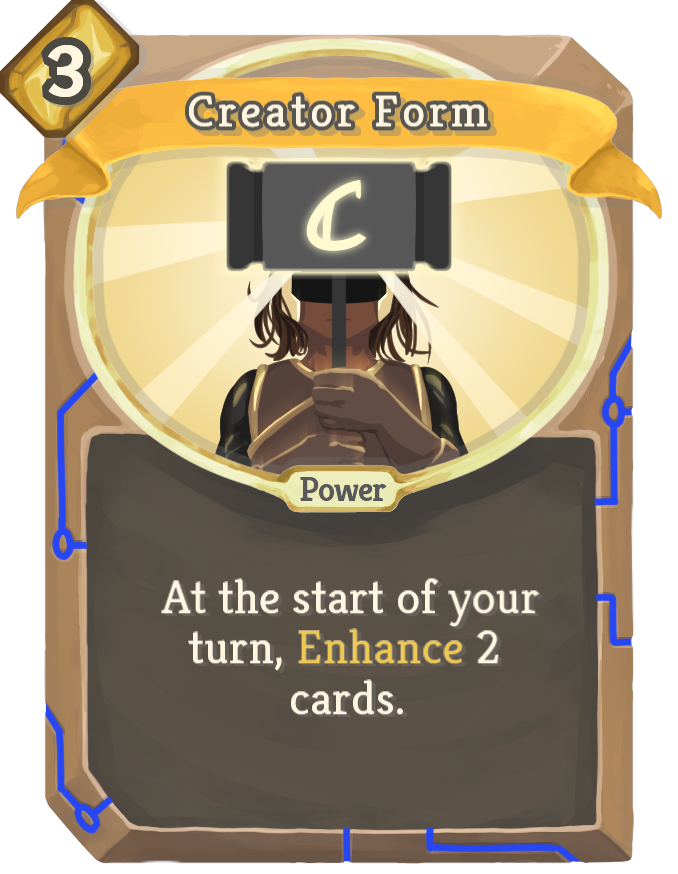 3
Creator Form
C
Power
At the start of your
turn, Enhance 2
cards.